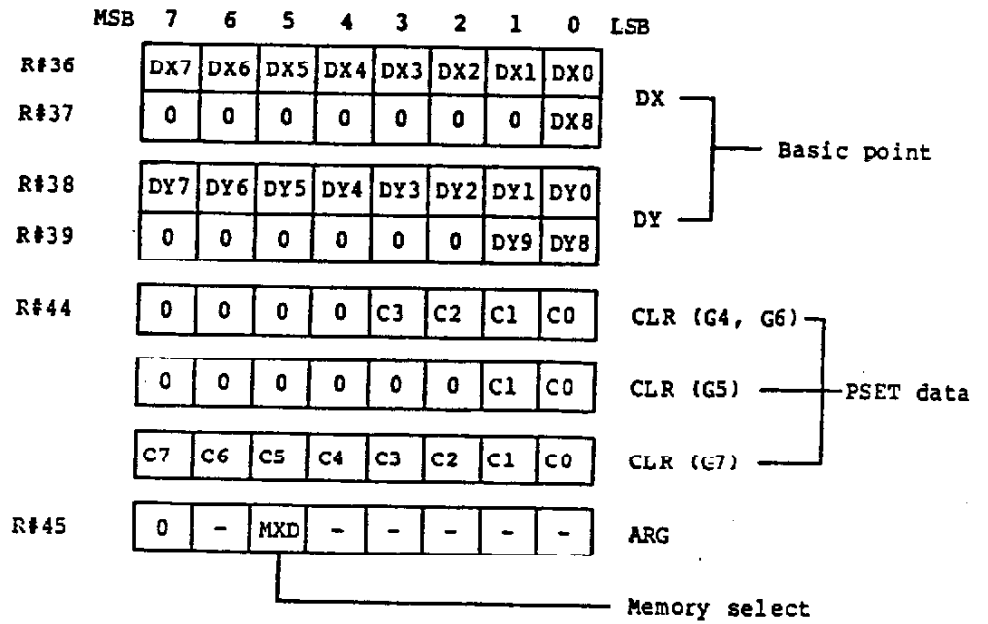 MSB 7 6 5 4 3 2 1 0 LSB
R#36 DX7 DX6 DX5 DX4 DX3 DX2 DX1 DX0
DX
R#37 0 0 0 0 0 0 0 DX8
Basic point
R#38 DY7 DY6 DY5 DY4 DY3 DY2 DY1 DY0
DY
R#39 0 0 0 0 0 0 DY9 DY8
R#44 0 0 0 0 C3 C2 C1 C0 CLR (G4, G6)
0 0 0 0 0 0 C1 C0 CLR (G5) PSET data
C7 C6 C5 C4 C3 C2 C1 C0 CLR (G7)
R#45 0 - MXD - - - - - ARG
Memory select